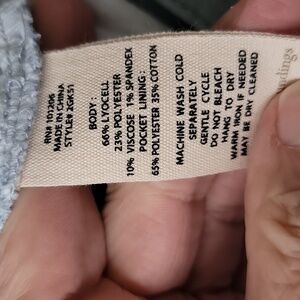 RN# 101206
MADE IN CHINA
STYLE# XGK51
BODY:
66% LYOCELL
23% POLYESTER
10% VISCOSE 1% SPANDEX
POCKET LINING:
65% POLYESTER 35% COTTON
MACHINE WASH COLD
SEPARATELY
GENTLE CYCLE
DO NOT BLEACH
HANG TO DRY
WARM IRON IF NEEDED
MAY BE DRY CLEANED